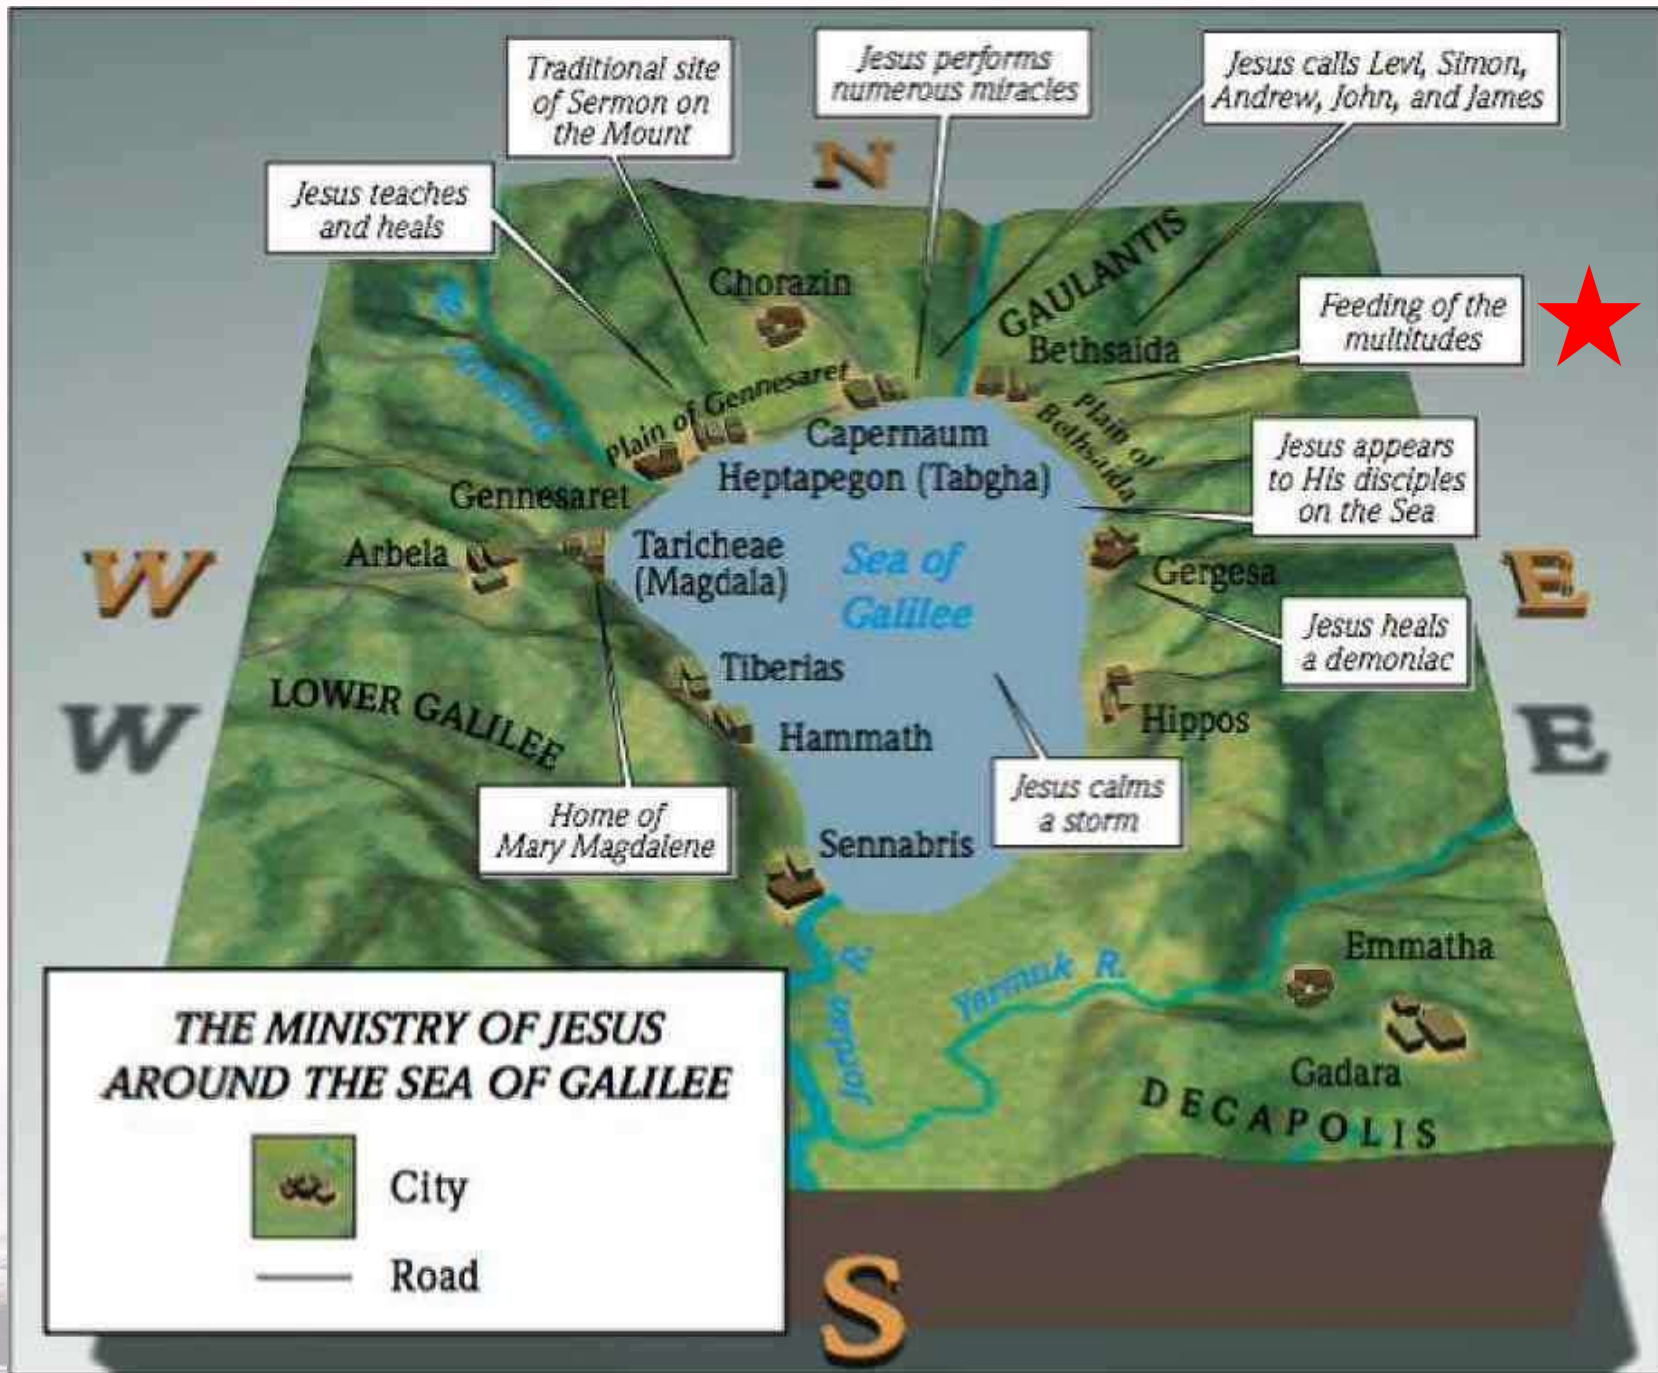 Traditional site
of Sermon on
the Mount
Jesus performs
numerous miracles
Jesus calls Levi, Simon,
Andrew, John, and James
N
Jesus teaches
and heals
GAULANTIS
Chorazin
Feeding of the
multitudes
R. Jordan
Bethsaida
Plain of Gennesaret
Plain of
Bethsaida
Capernaum
Heptapegon (Tabgha)
Jesus appears
to His disciples
on the Sea
Gennesaret
W
Arbela
Taricheae
(Magdala)
Sea of
Galilee
Gergesa
E
Jesus heals
a demoniac
Tiberias
LOWER GALILEE
W
Hammath
Hippos
E
Home of
Mary Magdalene
Jesus calms
a storm
Sennabris
Emmatha
Jordan R.
Yarmuk R.
Gadara
DECAPOLIS
THE MINISTRY OF JESUS
AROUND THE SEA OF GALILEE
City
Road
S